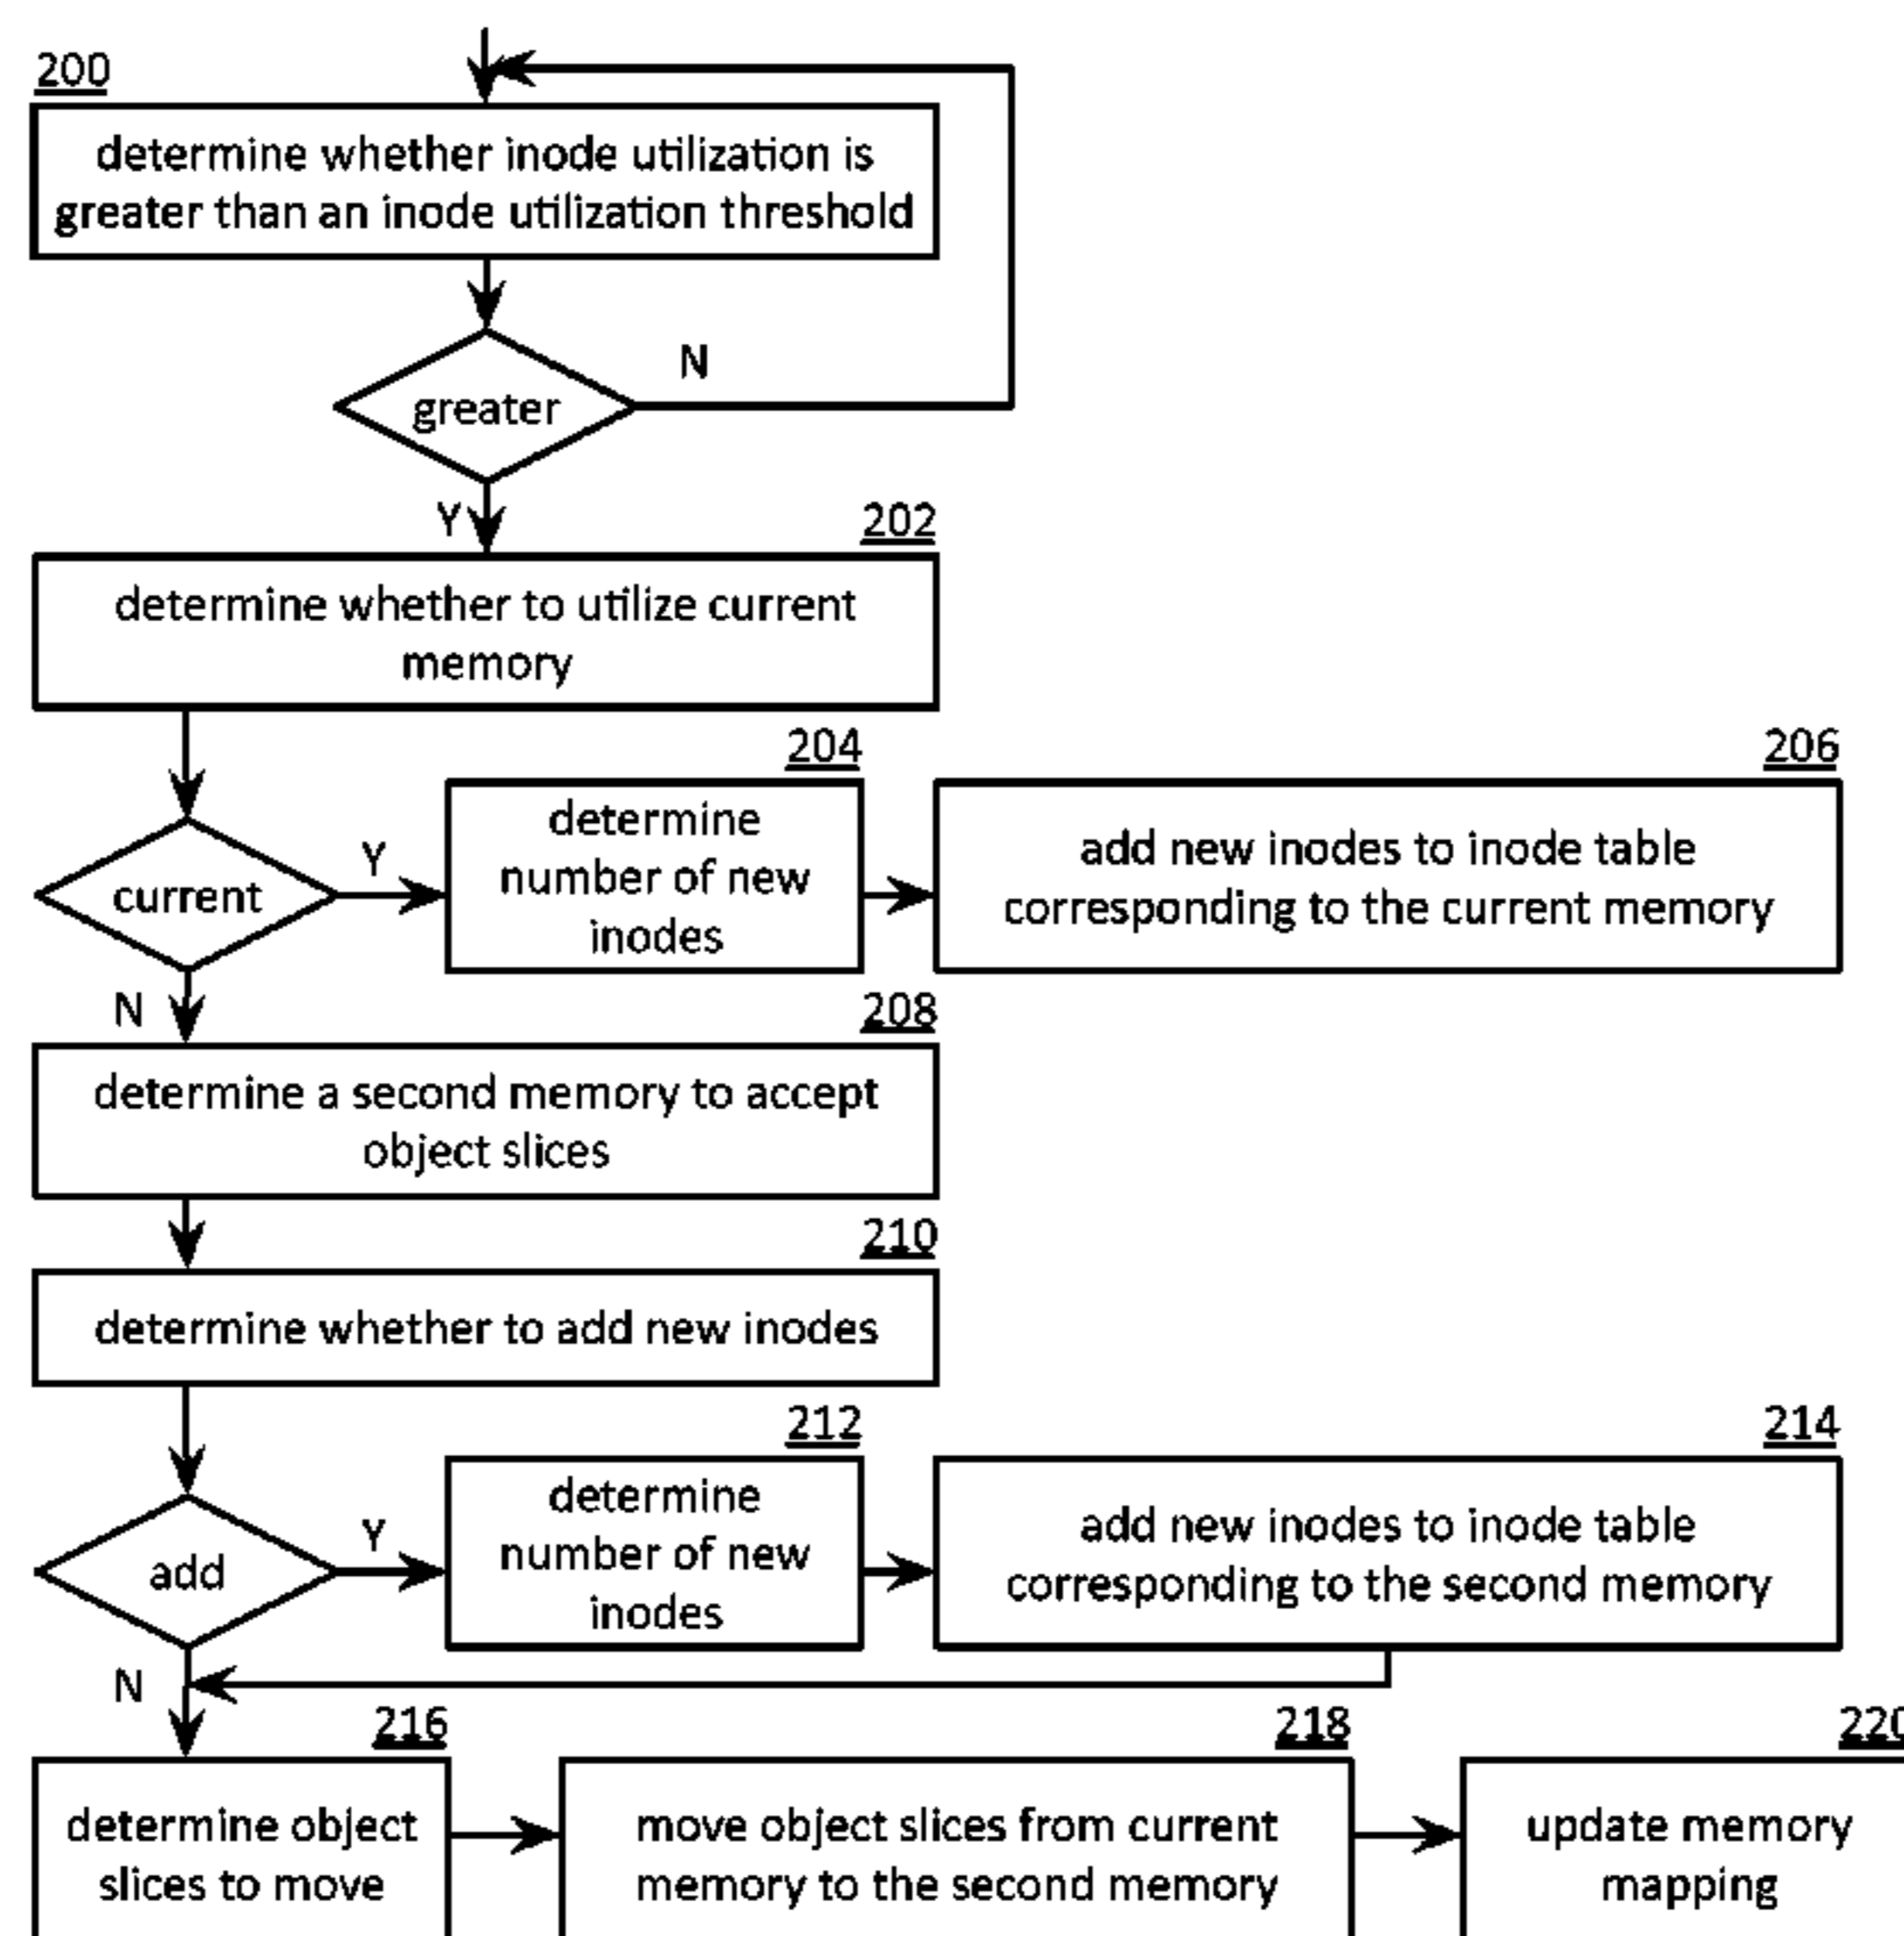 200
determine whether inode utilization is
greater than an inode utilization threshold
greater
N
Y
202
determine whether to utilize current
memory
204
206
current
Y
determine
number of new
inodes
add new inodes to inode table
corresponding to the current memory
N
208
determine a second memory to accept
object slices
210
determine whether to add new inodes
212
214
add
Y
determine
number of new
inodes
add new inodes to inode table
corresponding to the second memory
N
216
218
220
determine object
slices to move
move object slices from current
memory to the second memory
update memory
mapping